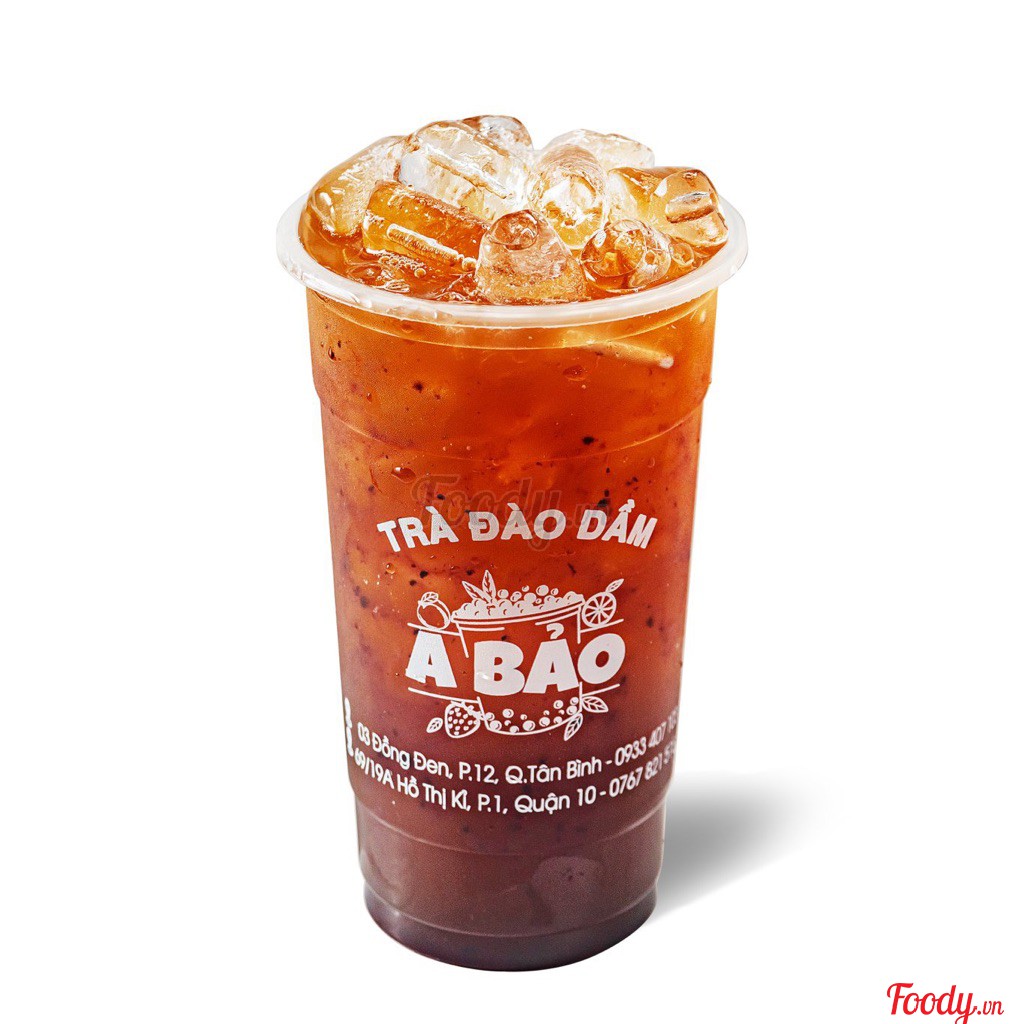 Foody.vn
TRÀ ĐÀO DẦM
A BẢO
03 Đồng Đen, P.12, Q.Tân Bình - 0933 407
69/19A Hồ Thị Kỉ, P.1, Quận 10 - 0767 821
Foody.vn